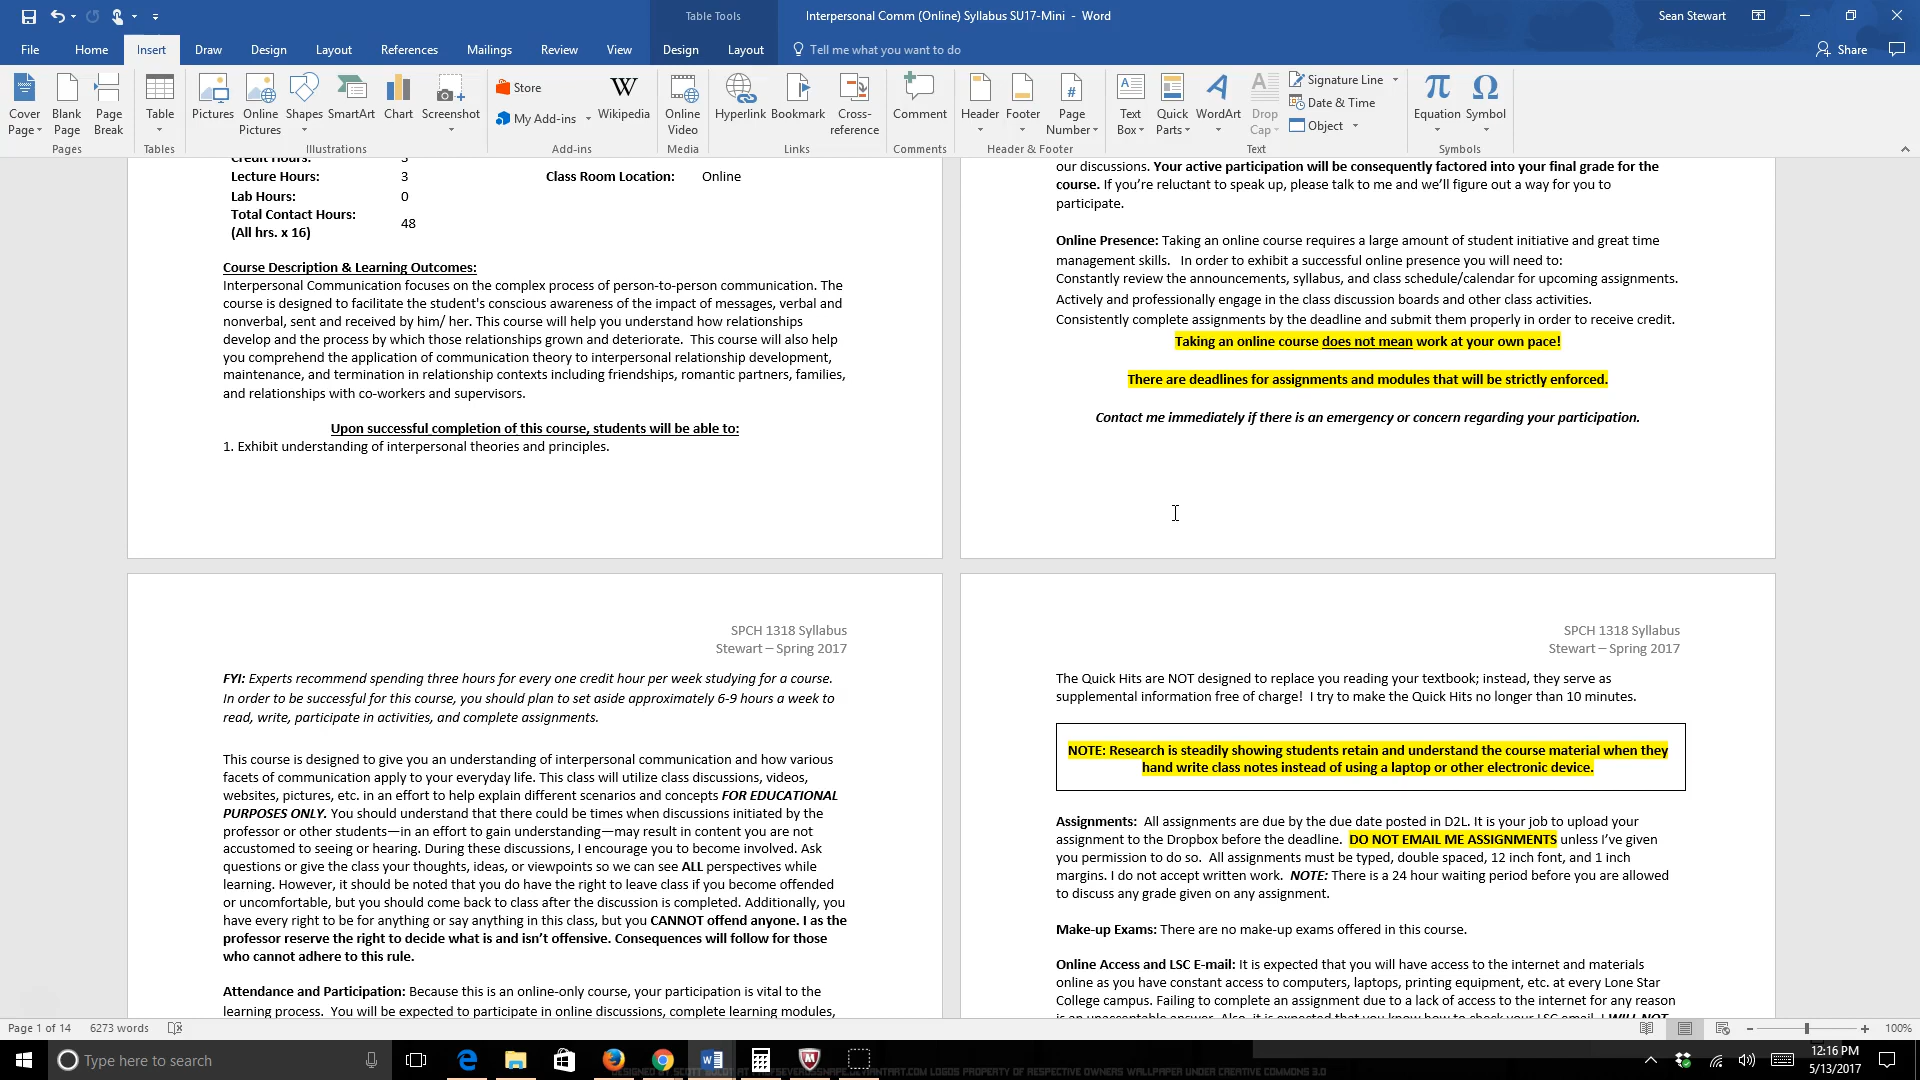 Table Tools
Interpersonal Comm (Online) Syllabus SU17-Mini - Word
Sean Stewart
File Home Insert Draw Design Layout References Mailings Review View Design Layout Tell me what you want to do Share
Cover Page Blank Page Page Break Table Pictures Online Pictures Shapes SmartArt Chart Screenshot Store My Add-ins Wikipedia Online Video Hyperlink Bookmark Cross-reference Comment Header Footer Page Number Text Box Quick Parts WordArt Drop Cap Signature Line Date & Time Object Equation Symbol
Pages Tables Illustrations Add-ins Media Links Comments Header & Footer Text Symbols
Credit Hours: 3
Lecture Hours: 3 Class Room Location: Online
Lab Hours: 0
Total Contact Hours:
(All hrs. x 16) 48
Course Description & Learning Outcomes:
Interpersonal Communication focuses on the complex process of person-to-person communication. The
course is designed to facilitate the student's conscious awareness of the impact of messages, verbal and
nonverbal, sent and received by him/ her. This course will help you understand how relationships
develop and the process by which those relationships grown and deteriorate. This course will also help
you comprehend the application of communication theory to interpersonal relationship development,
maintenance, and termination in relationship contexts including friendships, romantic partners, families,
and relationships with co-workers and supervisors.
Upon successful completion of this course, students will be able to:
1. Exhibit understanding of interpersonal theories and principles.
our discussions. Your active participation will be consequently factored into your final grade for the
course. If you're reluctant to speak up, please talk to me and we'll figure out a way for you to
participate.
Online Presence: Taking an online course requires a large amount of student initiative and great time
management skills. In order to exhibit a successful online presence you will need to:
Constantly review the announcements, syllabus, and class schedule/calendar for upcoming assignments.
Actively and professionally engage in the class discussion boards and other class activities.
Consistently complete assignments by the deadline and submit them properly in order to receive credit.
Taking an online course does not mean work at your own pace!
There are deadlines for assignments and modules that will be strictly enforced.
Contact me immediately if there is an emergency or concern regarding your participation.
SPCH 1318 Syllabus
Stewart – Spring 2017
FYI: Experts recommend spending three hours for every one credit hour per week studying for a course.
In order to be successful for this course, you should plan to set aside approximately 6-9 hours a week to
read, write, participate in activities, and complete assignments.
This course is designed to give you an understanding of interpersonal communication and how various
facets of communication apply to your everyday life. This class will utilize class discussions, videos,
websites, pictures, etc. in an effort to help explain different scenarios and concepts FOR EDUCATIONAL
PURPOSES ONLY. You should understand that there could be times when discussions initiated by the
professor or other students—in an effort to gain understanding—may result in content you are not
accustomed to seeing or hearing. During these discussions, I encourage you to become involved. Ask
questions or give the class your thoughts, ideas, or viewpoints so we can see ALL perspectives while
learning. However, it should be noted that you do have the right to leave class if you become offended
or uncomfortable, but you should come back to class after the discussion is completed. Additionally, you
have every right to be for anything or say anything in this class, but you CANNOT offend anyone. I as the
professor reserve the right to decide what is and isn't offensive. Consequences will follow for those
who cannot adhere to this rule.
Attendance and Participation: Because this is an online-only course, your participation is vital to the
learning process. You will be expected to participate in online discussions, complete learning modules,
SPCH 1318 Syllabus
Stewart – Spring 2017
The Quick Hits are NOT designed to replace you reading your textbook; instead, they serve as
supplemental information free of charge! I try to make the Quick Hits no longer than 10 minutes.
NOTE: Research is steadily showing students retain and understand the course material when they
hand write class notes instead of using a laptop or other electronic device.
Assignments: All assignments are due by the due date posted in D2L. It is your job to upload your
assignment to the Dropbox before the deadline. DO NOT EMAIL ME ASSIGNMENTS unless I've given
you permission to do so. All assignments must be typed, double spaced, 12 inch font, and 1 inch
margins. I do not accept written work. NOTE: There is a 24 hour waiting period before you are allowed
to discuss any grade given on any assignment.
Make-up Exams: There are no make-up exams offered in this course.
Online Access and LSC E-mail: It is expected that you will have access to the internet and materials
online as you have constant access to computers, laptops, printing equipment, etc. at every Lone Star
College campus. Failing to complete an assignment due to a lack of access to the internet for any reason
is an unacceptable answer. Also, it is expected that you know how to check your LSC email. I WILL NOT
Page 1 of 14 6273 words 100%
Type here to search
12:16 PM
5/13/2017